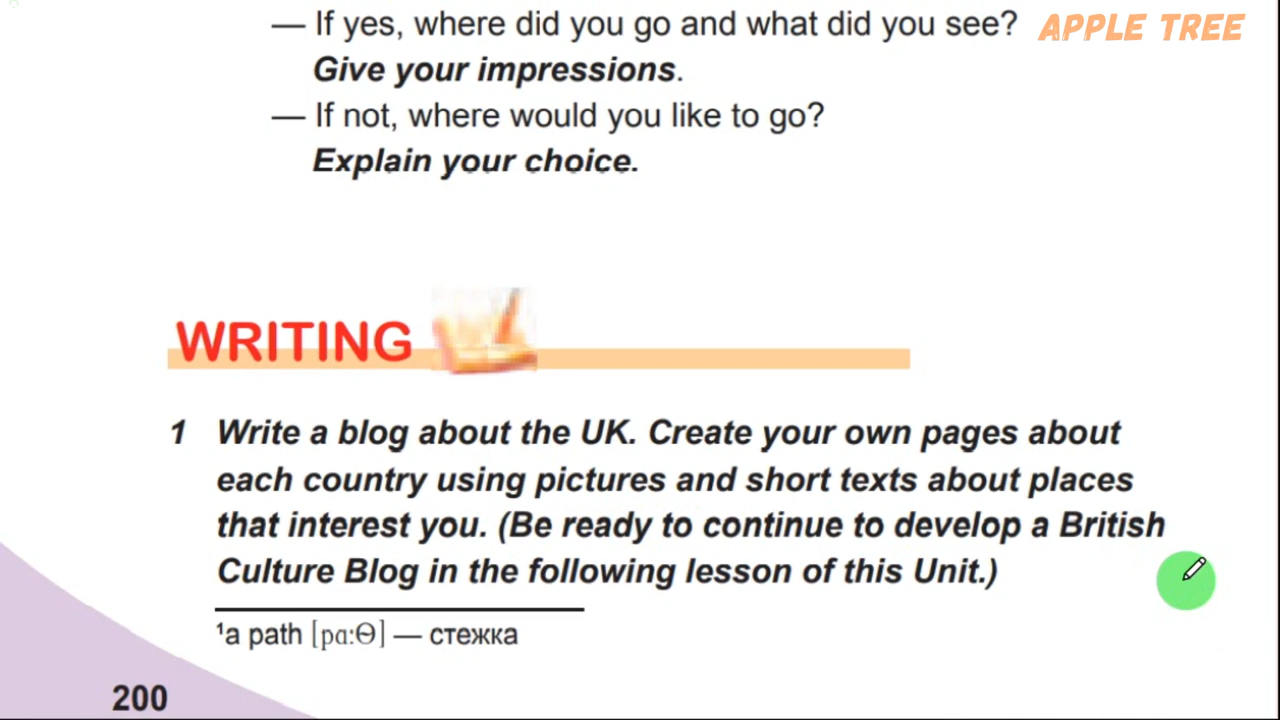 — If yes, where did you go and what did you see? APPLE TREE
Give your impressions.
— If not, where would you like to go?
Explain your choice.
WRITING
1 Write a blog about the UK. Create your own pages about
each country using pictures and short texts about places
that interest you. (Be ready to continue to develop a British
Culture Blog in the following lesson of this Unit.)
¹a path [pɑ:Ɵ] — стежка
200